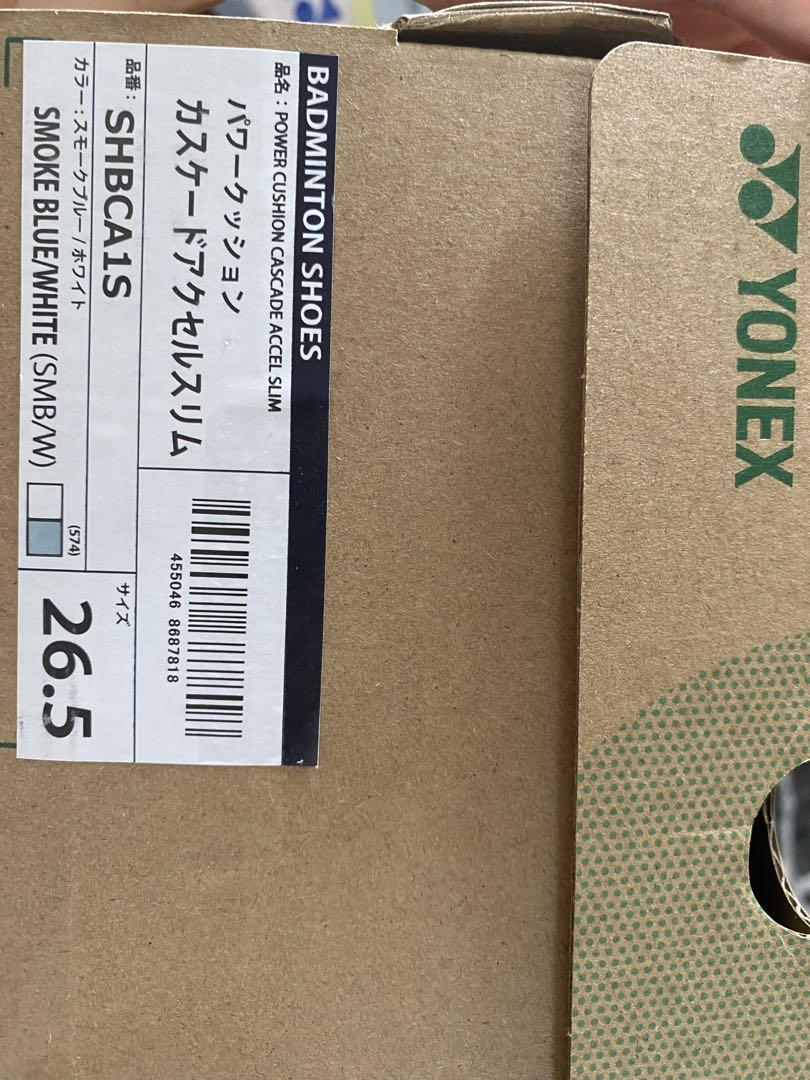 YONEX
BADMINTON SHOES
品名：POWER CUSHION CASCADE ACCEL SLIM
パワークッション
カスケードアクセルスリム
455046 8687818
品番：SHBCA1S
カラー：スモークブルー/ホワイト
SMOKE BLUE/WHITE (SMB/W)
(574)
サイズ
26.5